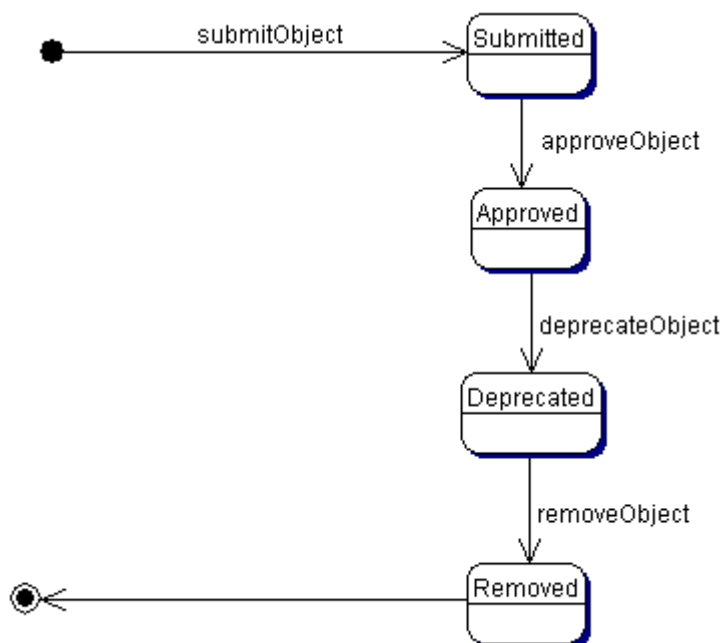 submitObject
Submitted
approveObject
Approved
deprecateObject
Deprecated
removeObject
Removed